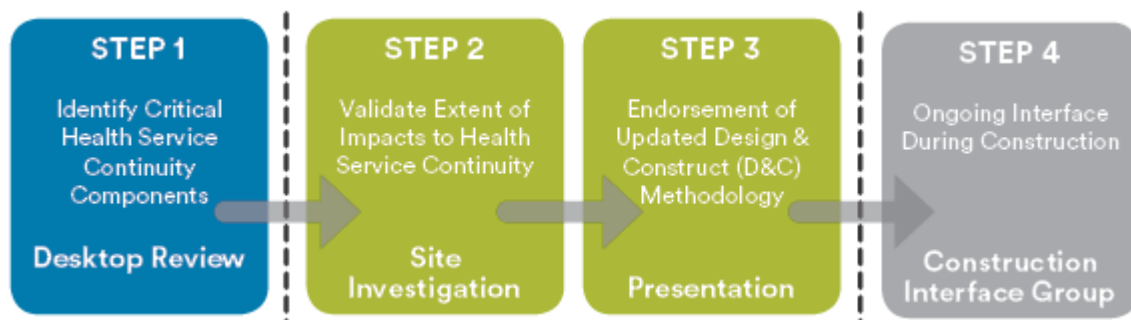 STEP 1
Identify Critical
Health Service
Continuity
Components
Desktop Review
STEP 2
Validate Extent of
Impacts to Health
Service Continuity
Site
Investigation
STEP 3
Endorsement of
Updated Design &
Construct (D&C)
Methodology
Presentation
STEP 4
Ongoing Interface
During Construction
Construction
Interface Group